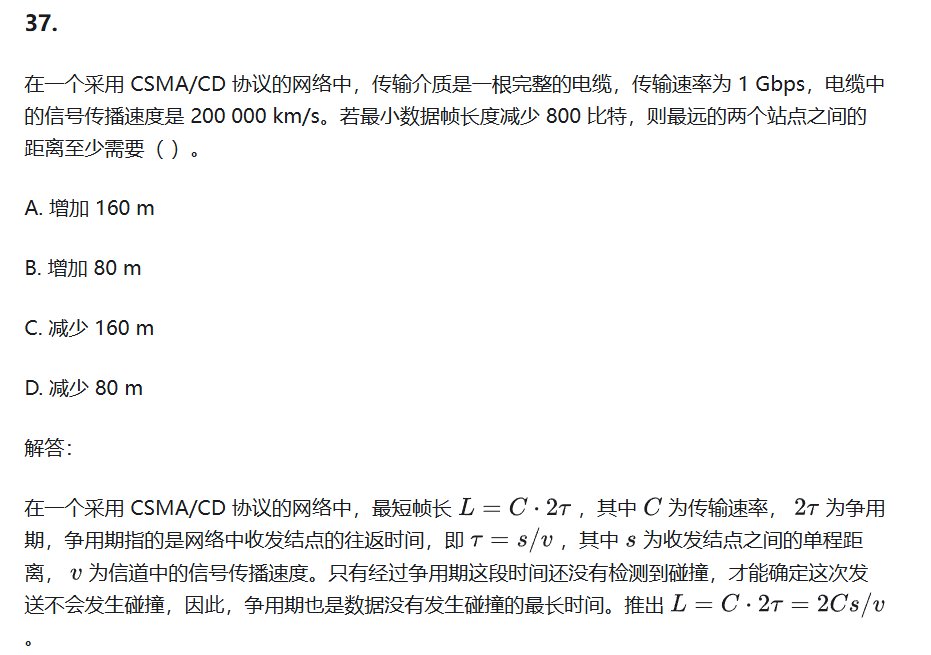 37.
在一个采用 CSMA/CD 协议的网络中，传输介质是一根完整的电缆，传输速率为 1 Gbps，电缆中
的信号传播速度是 200 000 km/s。若最小数据帧长度减少 800 比特，则最远的两个站点之间的
距离至少需要（ ）。
A. 增加 160 m
B. 增加 80 m
C. 减少 160 m
D. 减少 80 m
解答：
在一个采用 CSMA/CD 协议的网络中，最短帧长 L = C · 2τ ，其中 C 为传输速率， 2τ 为争用
期，争用期指的是网络中收发结点的往返时间，即 τ = s/v ，其中 s 为收发结点之间的单程距
离， v 为信道中的信号传播速度。只有经过争用期这段时间还没有检测到碰撞，才能确定这次发
送不会发生碰撞，因此，争用期也是数据没有发生碰撞的最长时间。推出 L = C · 2τ = 2Cs/v
。